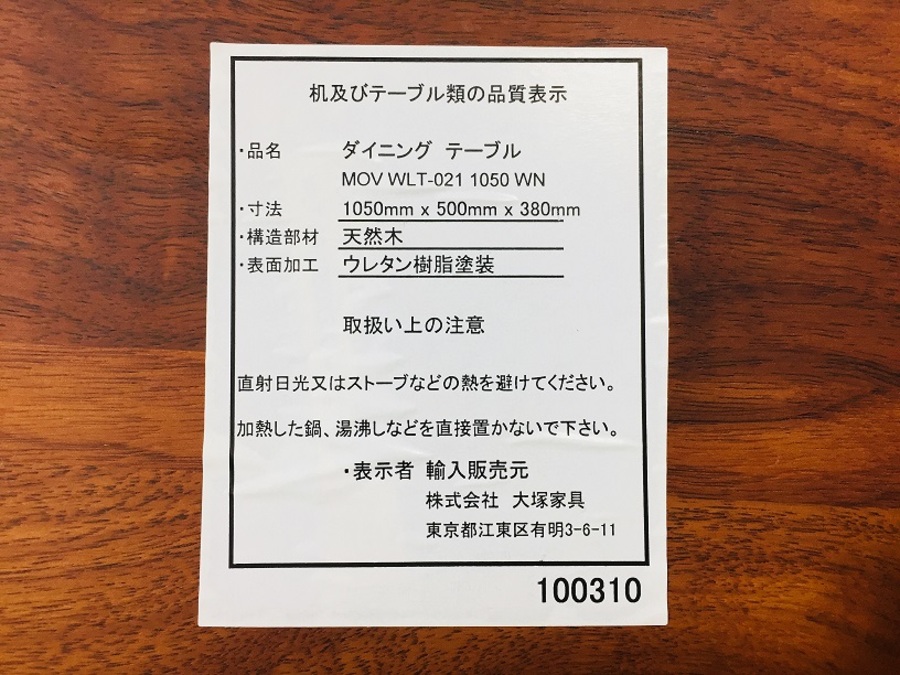 机及びテーブル類の品質表示
・品名 ダイニング テーブル
MOV WLT-021 1050 WN
・寸法 1050mm x 500mm x 380mm
・構造部材 天然木
・表面加工 ウレタン樹脂塗装
取扱い上の注意
直射日光又はストーブなどの熱を避けてください。
加熱した鍋、湯沸しなどを直接置かないで下さい。
・表示者 輸入販売元
株式会社 大塚家具
東京都江東区有明3-6-11
100310